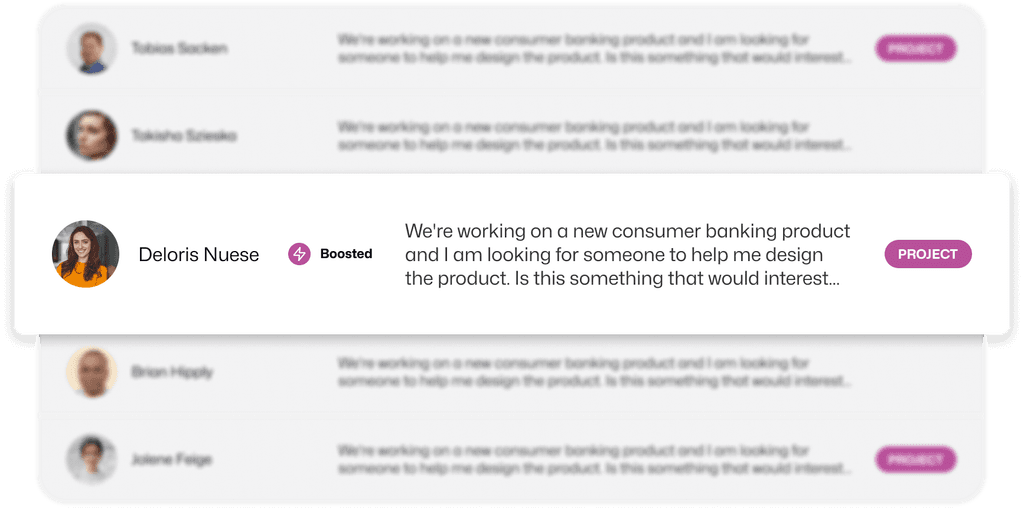 Tobias Sacken
We're working on a new consumer banking product and I am looking for
someone to help me design the product. Is this something that would interest...
PROJECT
Takisha Szieska
We're working on a new consumer banking product and I am looking for
someone to help me design the product. Is this something that would interest...
Deloris Nuese
Boosted
We're working on a new consumer banking product
and I am looking for someone to help me design
the product. Is this something that would interest...
PROJECT
Brian Hipply
We're working on a new consumer banking product and I am looking for
someone to help me design the product. Is this something that would interest...
Jolene Feige
We're working on a new consumer banking product and I am looking for
someone to help me design the product. Is this something that would interest...
PROJECT